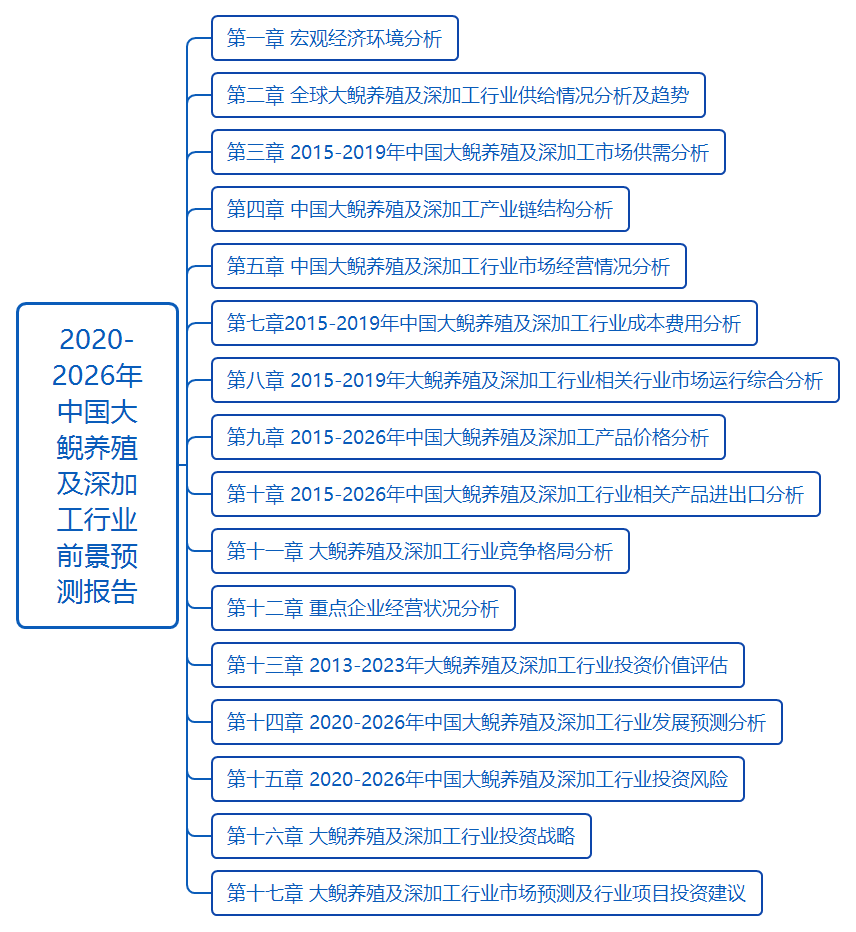 2020-
2026年
中国大
鲵养殖
及深加
工行业
前景预
测报告
第一章 宏观经济环境分析
第二章 全球大鲵养殖及深加工行业供给情况分析及趋势
第三章 2015-2019年中国大鲵养殖及深加工市场供需分析
第四章 中国大鲵养殖及深加工产业链结构分析
第五章 中国大鲵养殖及深加工行业市场经营情况分析
第七章2015-2019年中国大鲵养殖及深加工行业成本费用分析
第八章 2015-2019年大鲵养殖及深加工行业相关行业市场运行综合分析
第九章 2015-2026年中国大鲵养殖及深加工产品价格分析
第十章 2015-2026年中国大鲵养殖及深加工行业相关产品进出口分析
第十一章 大鲵养殖及深加工行业竞争格局分析
第十二章 重点企业经营状况分析
第十三章 2013-2023年大鲵养殖及深加工行业投资价值评估
第十四章 2020-2026年中国大鲵养殖及深加工行业发展预测分析
第十五章 2020-2026年中国大鲵养殖及深加工行业投资风险
第十六章 大鲵养殖及深加工行业投资战略
第十七章 大鲵养殖及深加工行业市场预测及行业项目投资建议